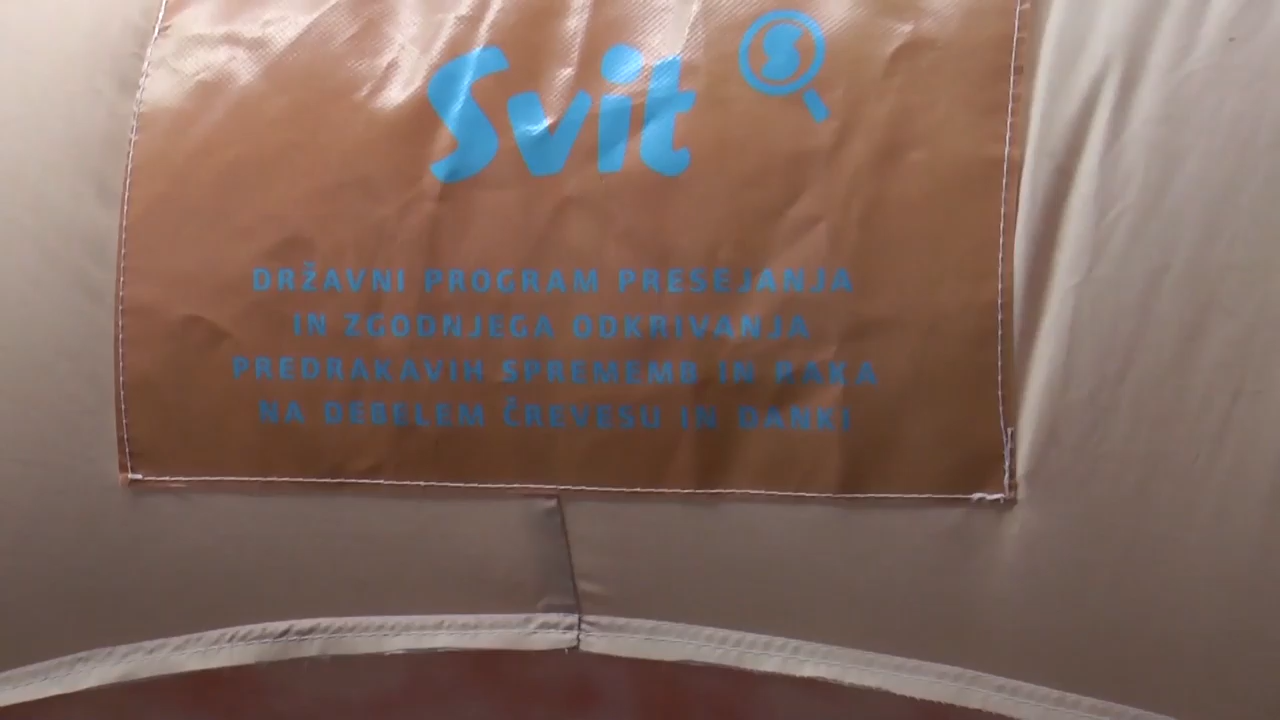 Svit
DRŽAVNI PROGRAM PRESEJANJA
IN ZGODNJEGA ODKRIVANJA
PREDRAKAVIH SPREMEMB IN RAKA
NA DEBELEM ČREVESU IN DANKI